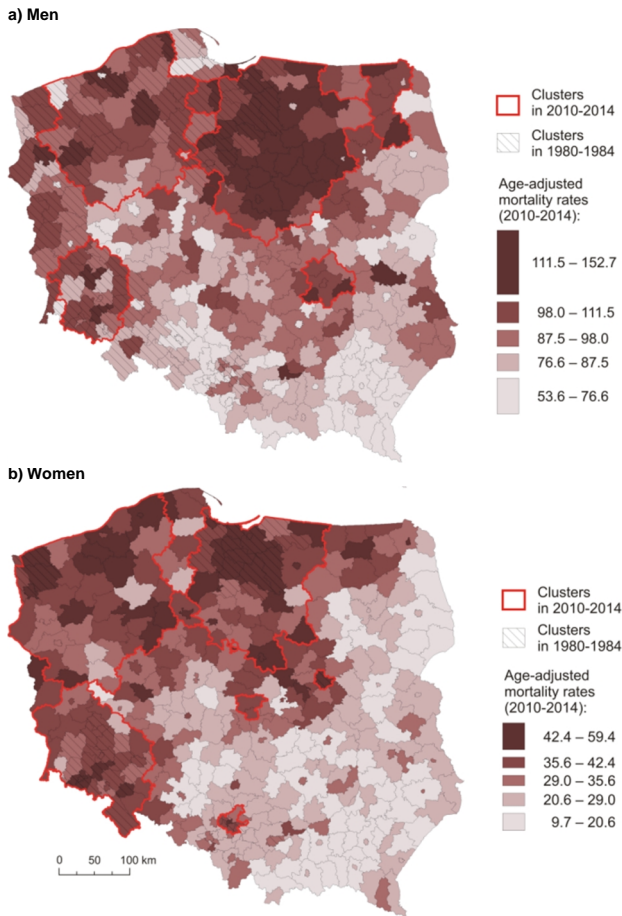 a) Men
Clusters
in 2010-2014
Clusters
in 1980-1984
Age-adjusted
mortality rates
(2010-2014):
111.5 – 152.7
98.0 – 111.5
87.5 – 98.0
76.6 – 87.5
53.6 – 76.6
b) Women
Clusters
in 2010-2014
Clusters
in 1980-1984
Age-adjusted
mortality rates
(2010-2014):
42.4 – 59.4
35.6 – 42.4
29.0 – 35.6
20.6 – 29.0
9.7 – 20.6
0 50 100 km